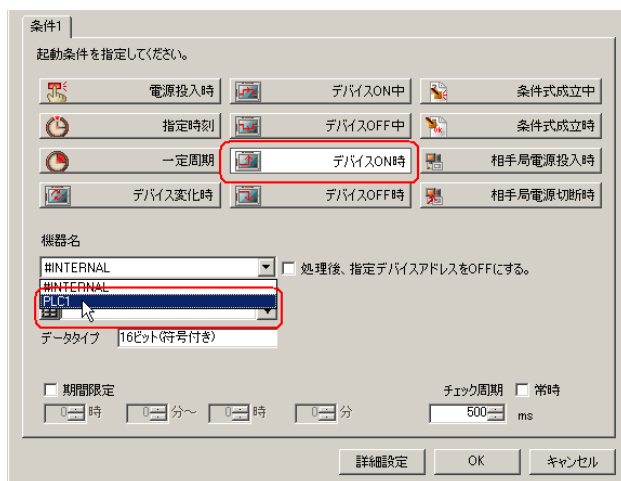 条件1
起動条件を指定してください。
電源投入時 デバイスON中 条件式成立中
指定時刻 デバイスOFF中 条件式成立時
一定周期 デバイスON時 相手局電源投入時
デバイス変化時 デバイスOFF時 相手局電源切断時
機器名
#INTERNAL 処理後、指定デバイスアドレスをOFFにする。
#INTERNAL
PLC1
データタイプ 16ビット(符号付き)
期間限定 チェック周期 常時
0 時 0 分～ 0 時 0 分 500 ms
詳細設定 OK キャンセル